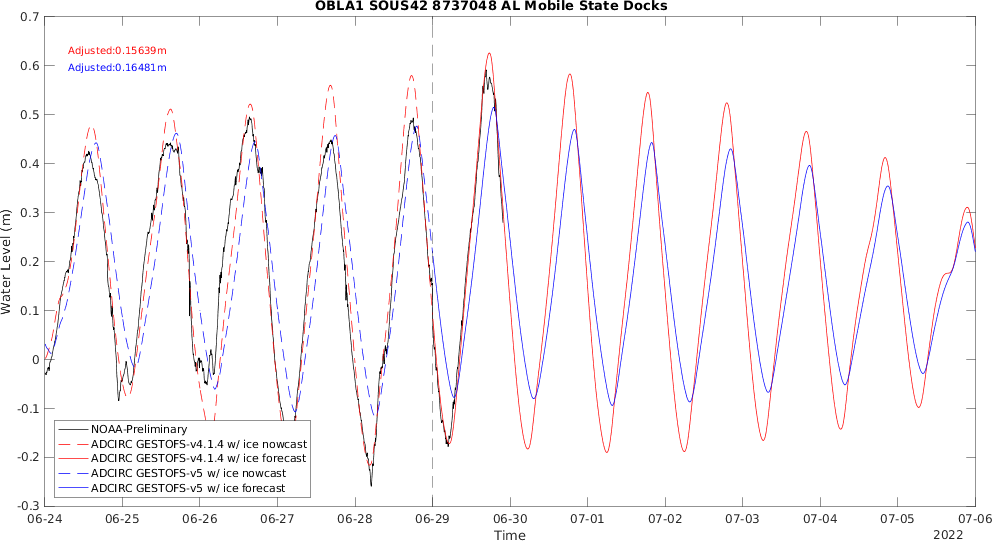 OBLA1 SOUS42 8737048 AL Mobile State Docks
Adjusted:0.15639m
Adjusted:0.16481m
Water Level (m)
0.7
0.6
0.5
0.4
0.3
0.2
0.1
0
-0.1
-0.2
-0.3
NOAA-Preliminary
ADCIRC GESTOFS-v4.1.4 w/ ice nowcast
ADCIRC GESTOFS-v4.1.4 w/ ice forecast
ADCIRC GESTOFS-v5 w/ ice nowcast
ADCIRC GESTOFS-v5 w/ ice forecast
06-24 06-25 06-26 06-27 06-28 06-29 06-30 07-01 07-02 07-03 07-04 07-05 07-06
Time
2022